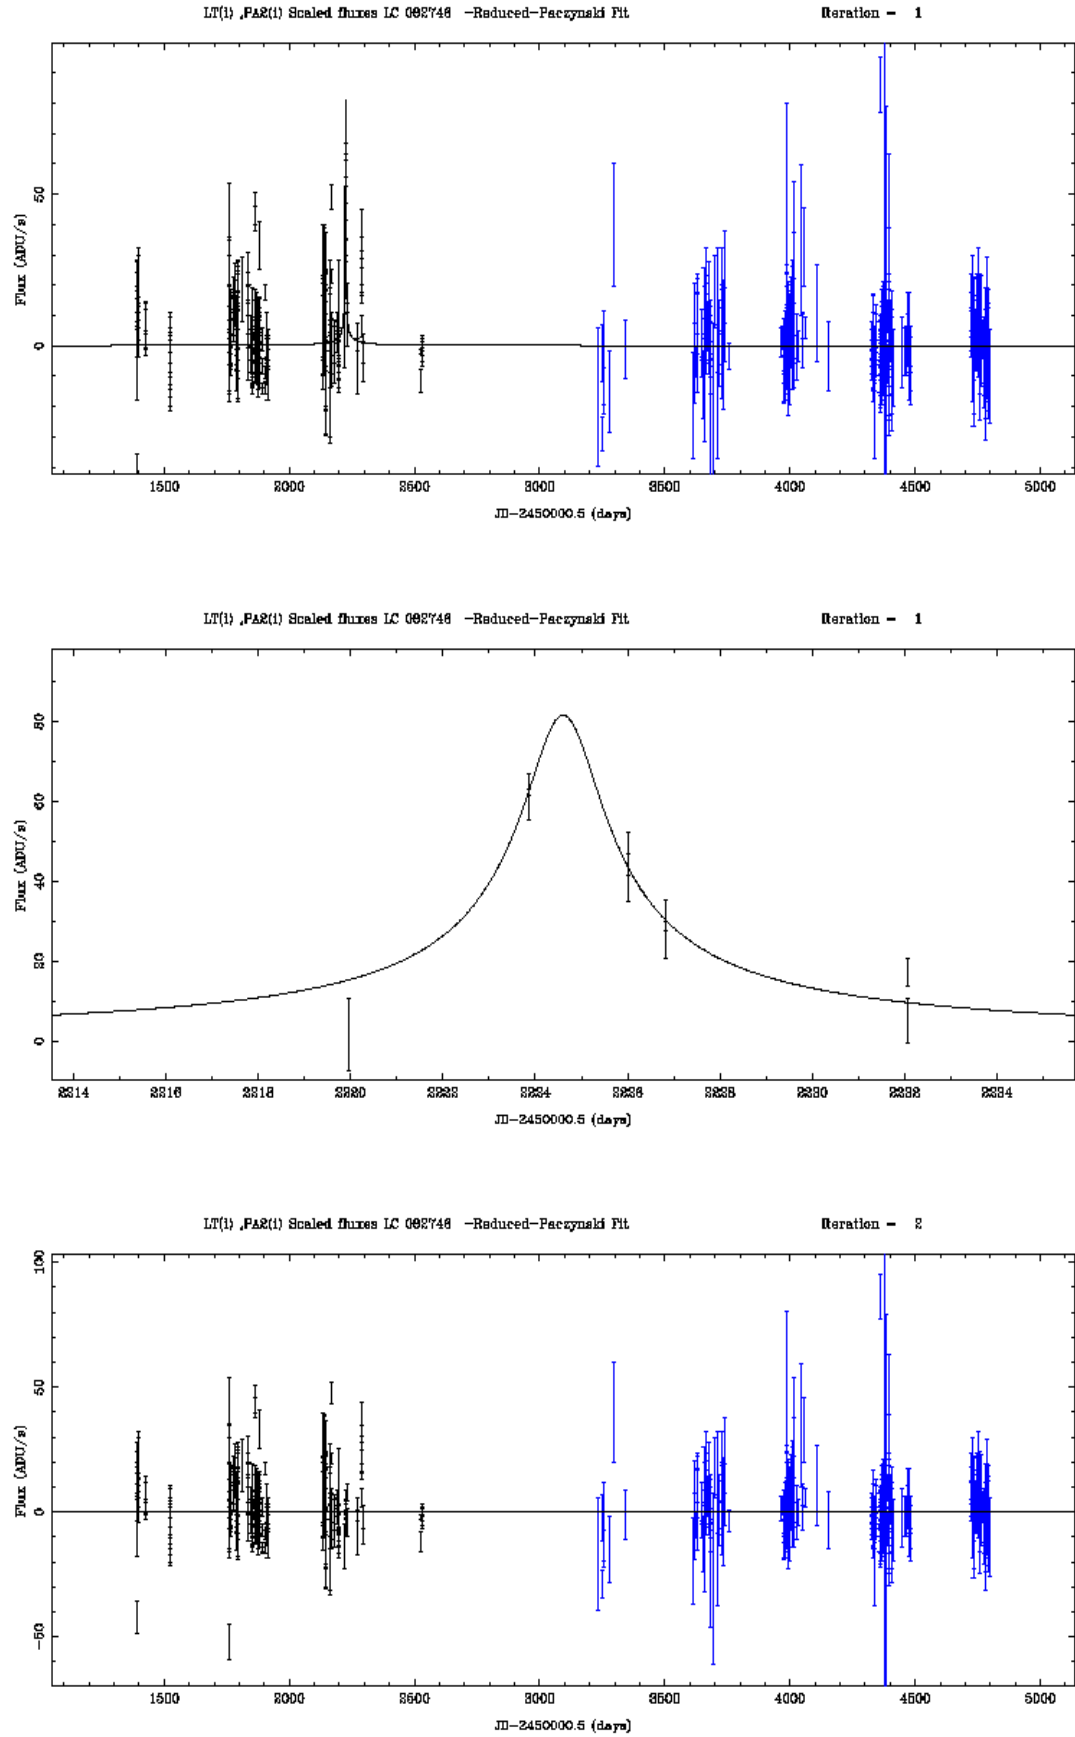 LT(i) ,PA2(i) Scaled fluxes LC 092746 -Reduced-Paczynski Fit Iteration - 1
50
0
Flux (ADU/s)
1500 2000 2500 3000 3500 4000 4500 5000
JD-2450000.5 (days)
LT(i) ,PA2(i) Scaled fluxes LC 092746 -Reduced-Paczynski Fit Iteration - 1
80
60
40
20
0
Flux (ADU/s)
2214 2216 2218 2220 2222 2224 2226 2228 2230 2232 2234
JD-2450000.5 (days)
LT(i) ,PA2(i) Scaled fluxes LC 092746 -Reduced-Paczynski Fit Iteration - 2
100
50
0
-50
Flux (ADU/s)
1500 2000 2500 3000 3500 4000 4500 5000
JD-2450000.5 (days)